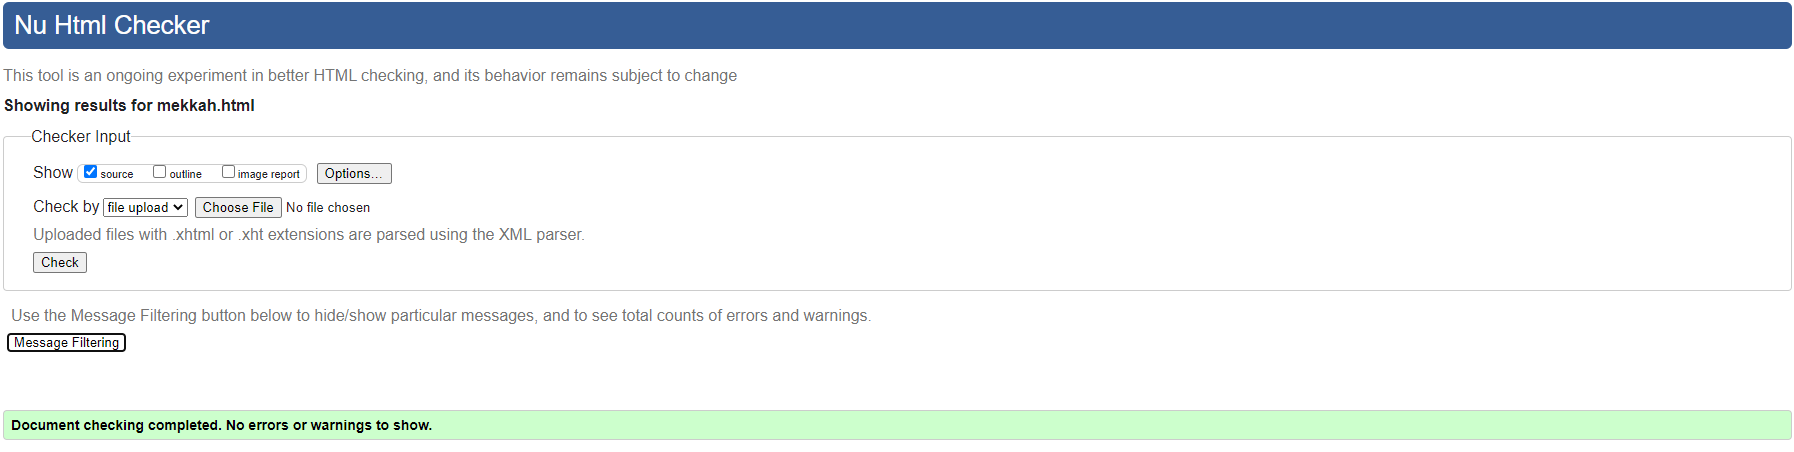 Nu Html Checker
This tool is an ongoing experiment in better HTML checking, and its behavior remains subject to change
Showing results for mekkah.html
Checker Input
Show source outline image report Options...
Check by file upload Choose File No file chosen
Uploaded files with .xhtml or .xht extensions are parsed using the XML parser.
Check
Use the Message Filtering button below to hide/show particular messages, and to see total counts of errors and warnings.
Message Filtering
Document checking completed. No errors or warnings to show.